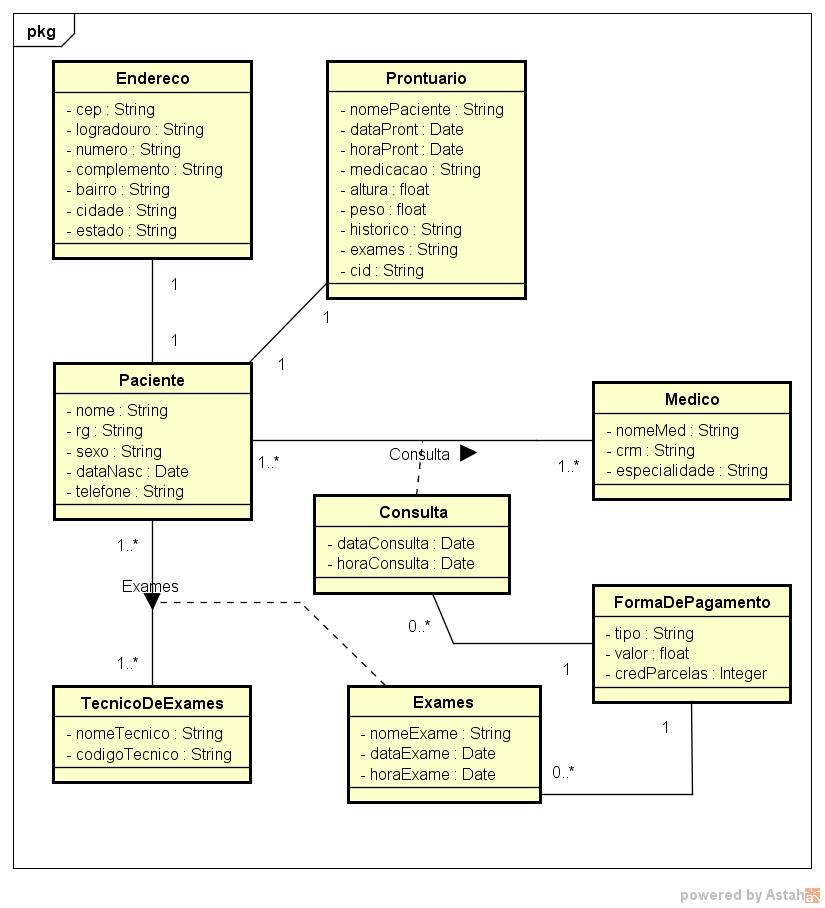 pkg
Endereco
- cep : String
- logradouro : String
- numero : String
- complemento : String
- bairro : String
- cidade : String
- estado : String
Prontuario
- nomePaciente : String
- dataPront : Date
- horaPront : Date
- medicacao : String
- altura : float
- peso : float
- historico : String
- exames : String
- cid : String
1
1
1
1
Paciente
- nome : String
- rg : String
- sexo : String
- dataNasc : Date
- telefone : String
Medico
- nomeMed : String
- crm : String
- especialidade : String
1..*
Consulta
1..*
Consulta
- dataConsulta : Date
- horaConsulta : Date
1..*
Exames
1..*
0..*
1
FormaDePagamento
- tipo : String
- valor : float
- credParcelas : Integer
TecnicoDeExames
- nomeTecnico : String
- codigoTecnico : String
Exames
- nomeExame : String
- dataExame : Date
- horaExame : Date
1
0..*
powered by Astah